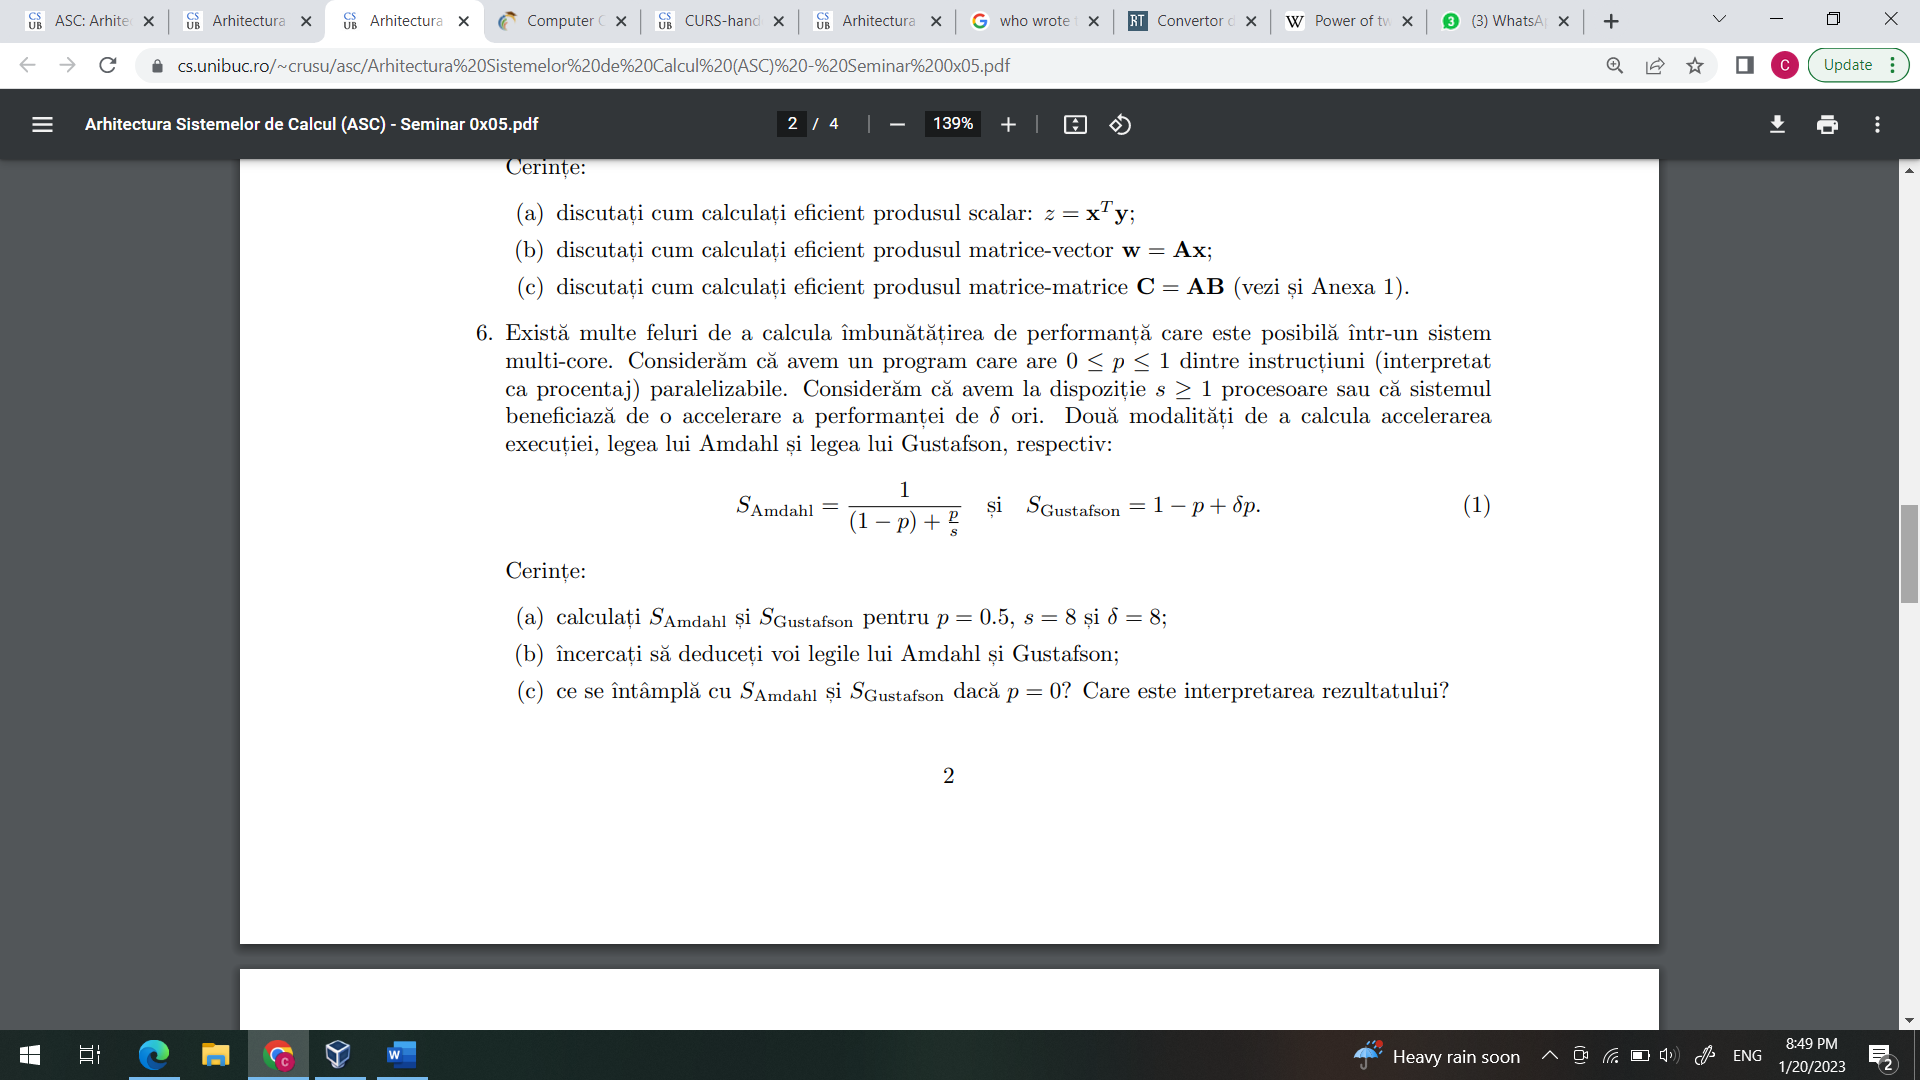 ASC: Arhite
Arhitectura
Arhitectura
Computer C
CURS-hand
Arhitectura
who wrote t
Convertor d
Power of tw
(3) WhatsAp
cs.unibuc.ro/~crusu/asc/Arhitectura%20Sistemelor%20de%20Calcul%20(ASC)%20-%20Seminar%200x05.pdf
C
Update
Arhitectura Sistemelor de Calcul (ASC) - Seminar 0x05.pdf
2 / 4
139%
Cerințe:
(a) discutați cum calculați eficient produsul scalar: z = xᵀy;
(b) discutați cum calculați eficient produsul matrice-vector w = Ax;
(c) discutați cum calculați eficient produsul matrice-matrice C = AB (vezi și Anexa 1).
6. Există multe feluri de a calcula îmbunătățirea de performanță care este posibilă într-un sistem
multi-core. Considerăm că avem un program care are 0 ≤ p ≤ 1 dintre instrucțiuni (interpretat
ca procentaj) paralelizabile. Considerăm că avem la dispoziție s ≥ 1 procesoare sau că sistemul
beneficiază de o accelerare a performanței de δ ori. Două modalități de a calcula accelerarea
execuției, legea lui Amdahl și legea lui Gustafson, respectiv:
S_Amdahl = 1 / ((1 − p) + p/s) și S_Gustafson = 1 − p + δp. (1)
Cerințe:
(a) calculați S_Amdahl și S_Gustafson pentru p = 0.5, s = 8 și δ = 8;
(b) încercați să deduceți voi legile lui Amdahl și Gustafson;
(c) ce se întâmplă cu S_Amdahl și S_Gustafson dacă p = 0? Care este interpretarea rezultatului?
2
Heavy rain soon
ENG
8:49 PM
1/20/2023
2